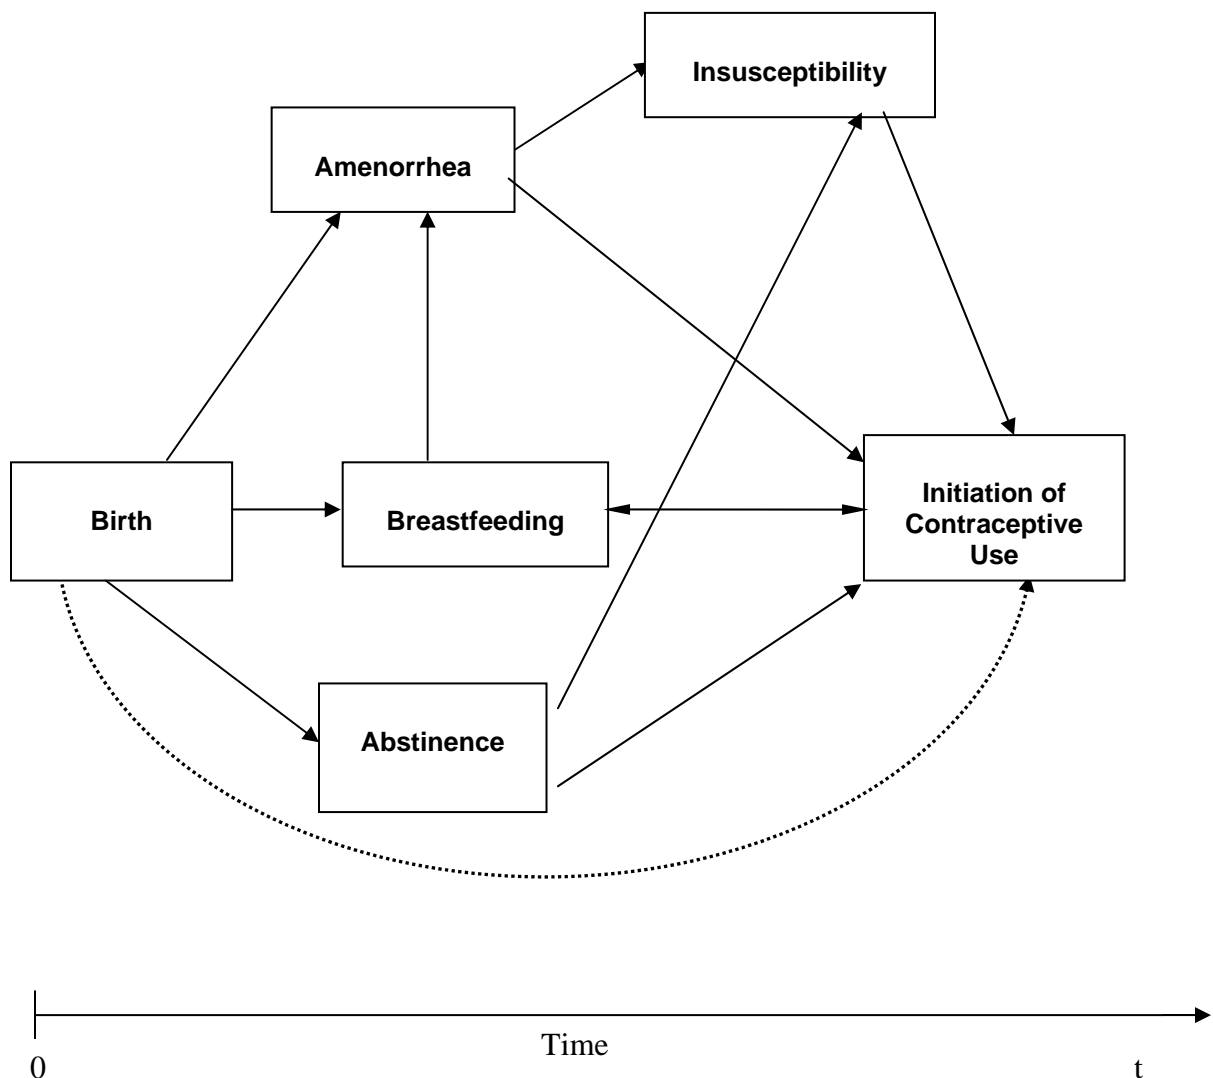 Insusceptibility
Amenorrhea
Birth
Breastfeeding
Initiation of
Contraceptive
Use
Abstinence
Time
0
t